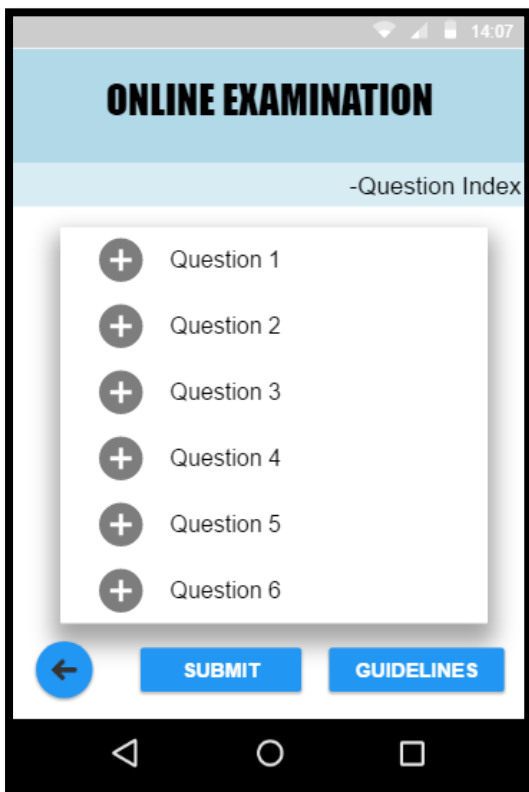 14:07
ONLINE EXAMINATION
-Question Index
Question 1
Question 2
Question 3
Question 4
Question 5
Question 6
SUBMIT GUIDELINES